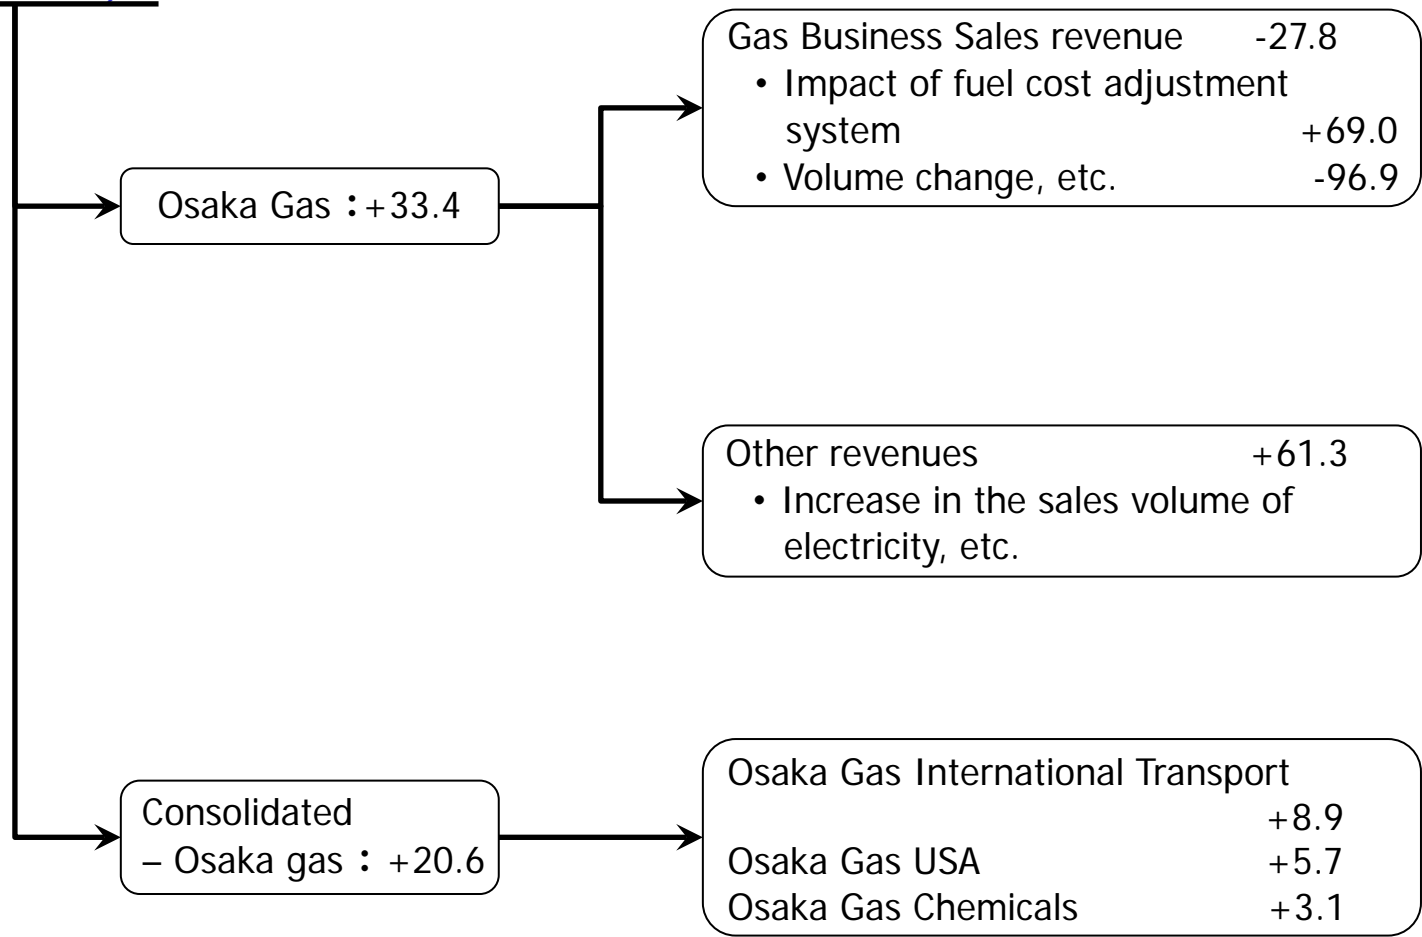 Gas Business Sales revenue -27.8
• Impact of fuel cost adjustment
system +69.0
• Volume change, etc. -96.9
Osaka Gas：+33.4
Other revenues +61.3
• Increase in the sales volume of
electricity, etc.
Consolidated
– Osaka gas： +20.6
Osaka Gas International Transport
+8.9
Osaka Gas USA +5.7
Osaka Gas Chemicals +3.1